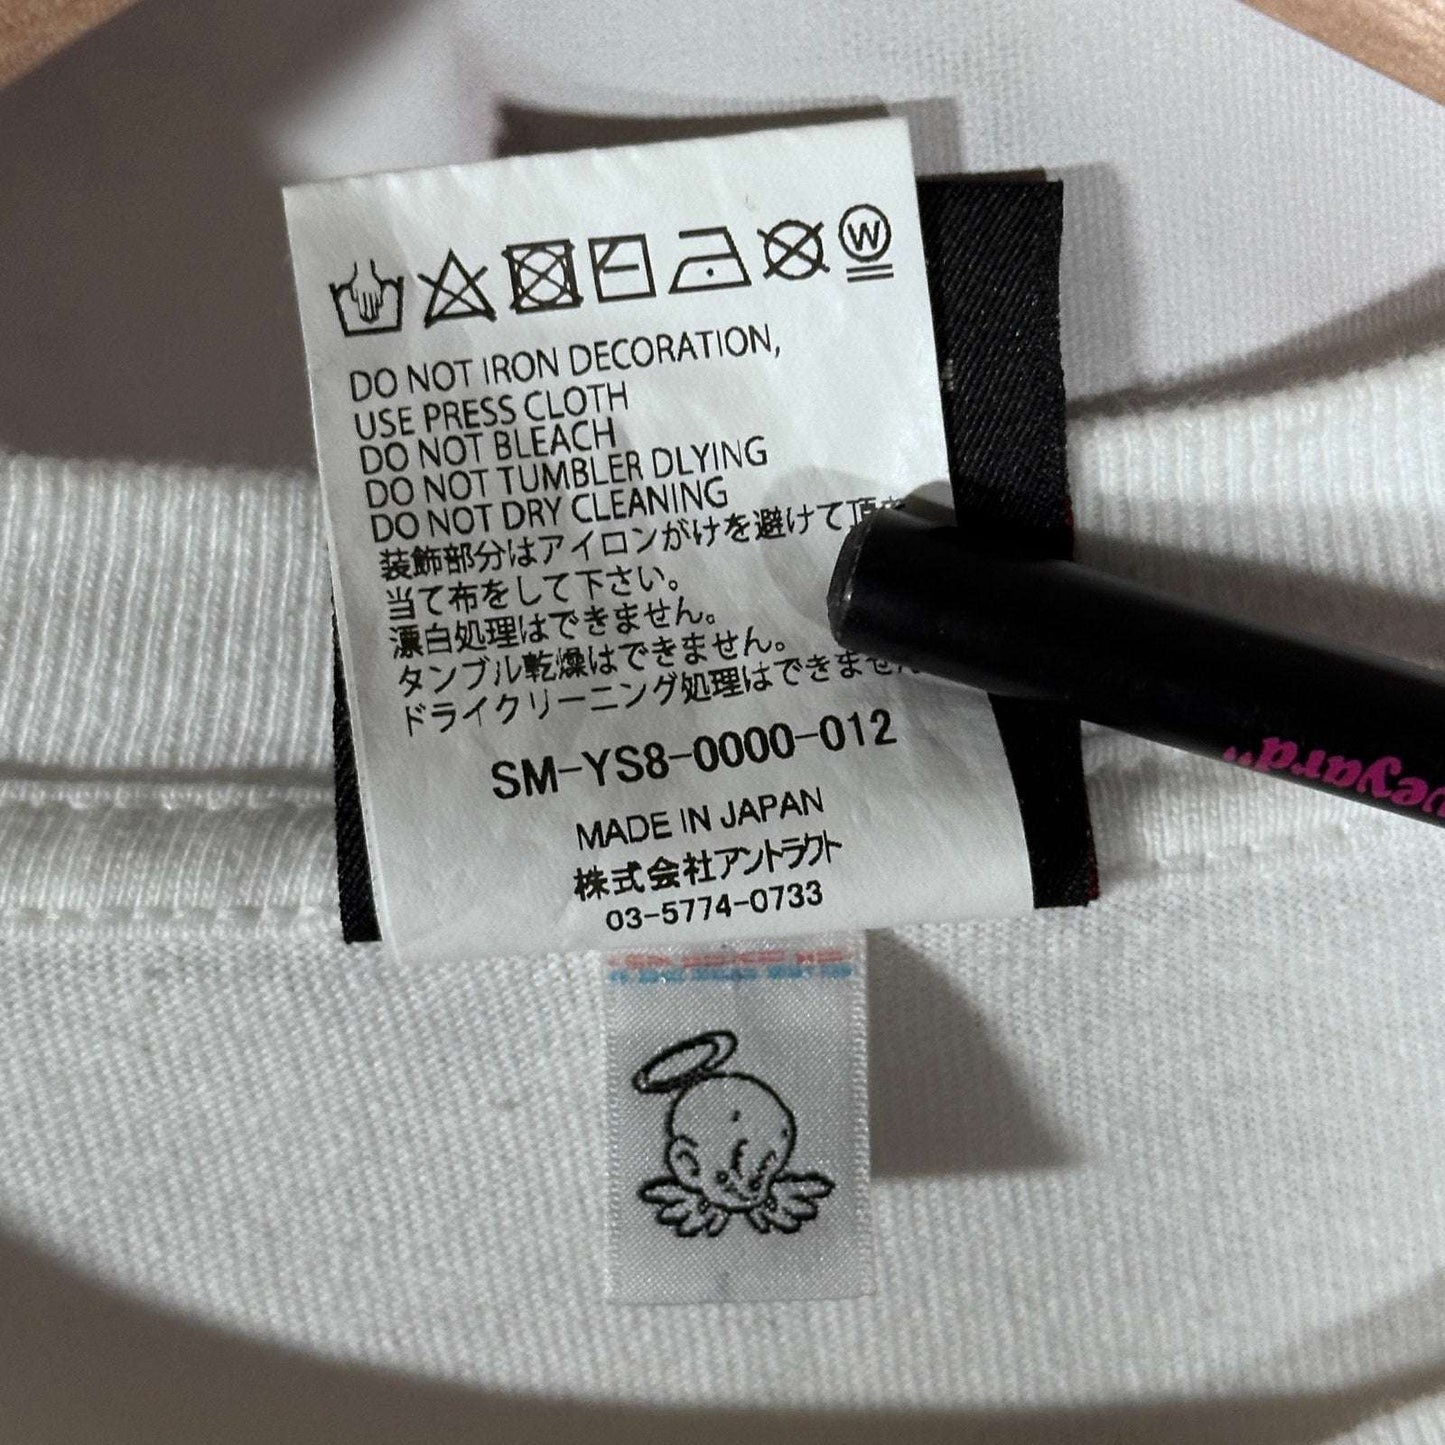 W
DO NOT IRON DECORATION,
USE PRESS CLOTH
DO NOT BLEACH
DO NOT TUMBLER DLYING
DO NOT DRY CLEANING
装飾部分はアイロンがけを避けて頂き
当て布をして下さい。
漂白処理はできません。
タンブル乾燥はできません。
ドライクリーニング処理はできません
SM-YS8-0000-012
MADE IN JAPAN
株式会社アントラクト
03-5774-0733